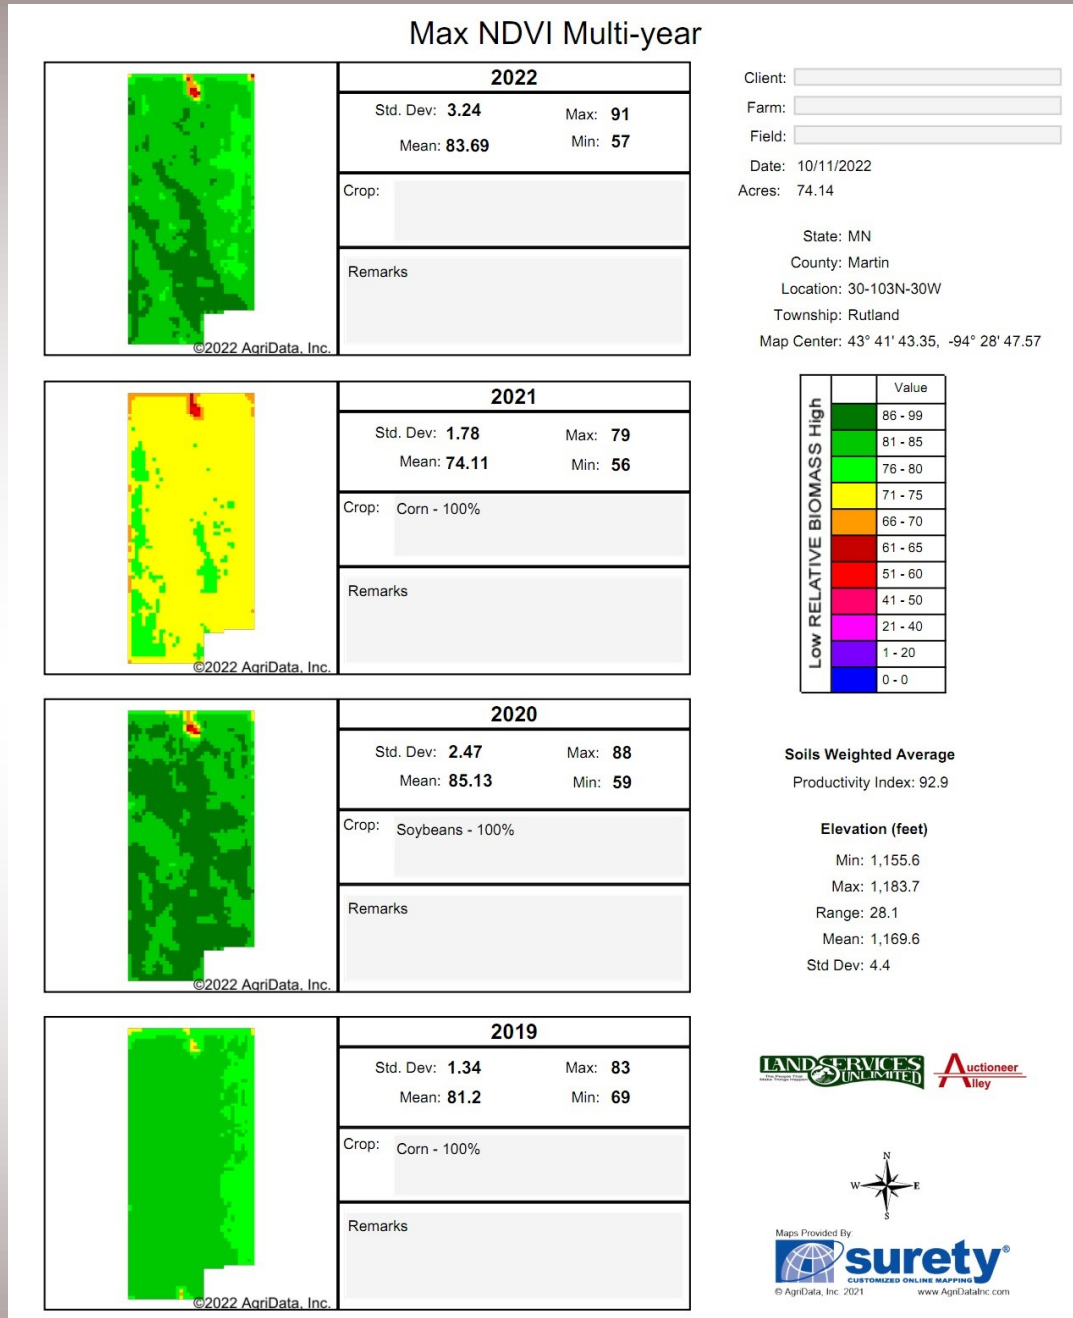 Max NDVI Multi-year
2022
Std. Dev: 3.24 Max: 91
Mean: 83.69 Min: 57
Crop:
Remarks
©2022 AgriData, Inc.
2021
Std. Dev: 1.78 Max: 79
Mean: 74.11 Min: 56
Crop: Corn - 100%
Remarks
©2022 AgriData, Inc.
2020
Std. Dev: 2.47 Max: 88
Mean: 85.13 Min: 59
Crop: Soybeans - 100%
Remarks
©2022 AgriData, Inc.
2019
Std. Dev: 1.34 Max: 83
Mean: 81.2 Min: 69
Crop: Corn - 100%
Remarks
©2022 AgriData, Inc.
Client:
Farm:
Field:
Date: 10/11/2022
Acres: 74.14
State: MN
County: Martin
Location: 30-103N-30W
Township: Rutland
Map Center: 43° 41' 43.35, -94° 28' 47.57
Low RELATIVE BIOMASS High
Value
86 - 99
81 - 85
76 - 80
71 - 75
66 - 70
61 - 65
51 - 60
41 - 50
21 - 40
1 - 20
0 - 0
Soils Weighted Average
Productivity Index: 92.9
Elevation (feet)
Min: 1,155.6
Max: 1,183.7
Range: 28.1
Mean: 1,169.6
Std Dev: 4.4
LAND SERVICES UNLIMITED
The People That
Make Things Happen
Auctioneer
Alley
N
W E
S
Maps Provided By
surety®
CUSTOMIZED ONLINE MAPPING
© AgriData, Inc. 2021 www.AgriDataInc.com